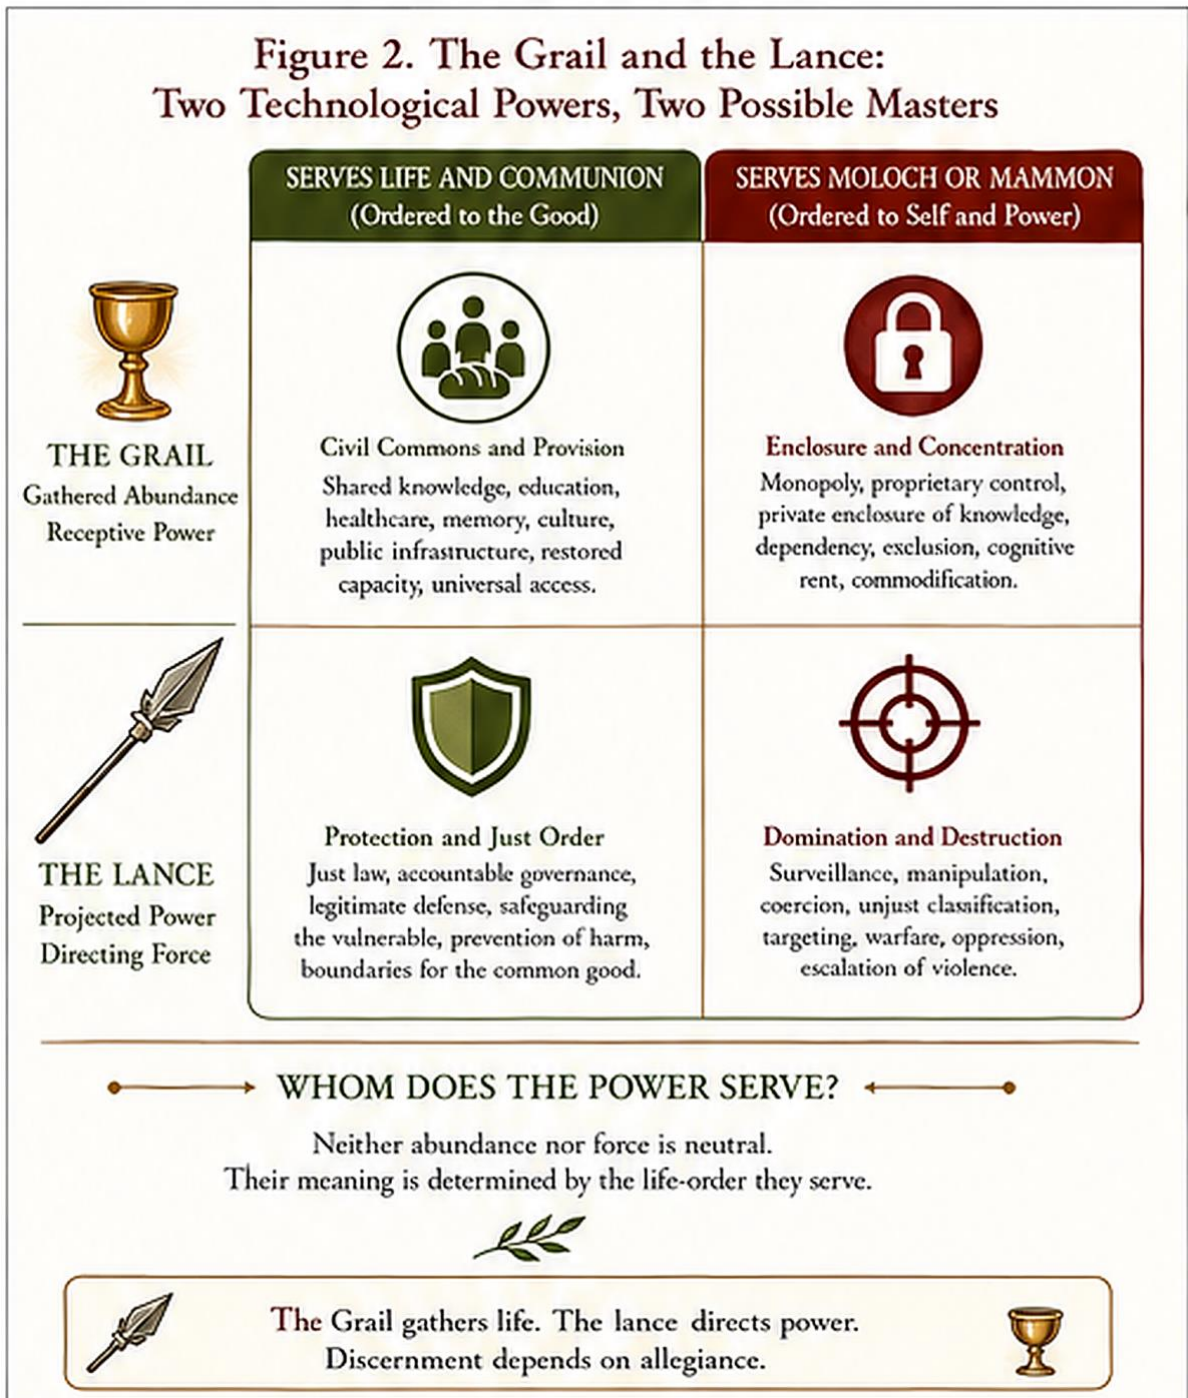 Figure 2. The Grail and the Lance:
Two Technological Powers, Two Possible Masters
SERVES LIFE AND COMMUNION
(Ordered to the Good)
SERVES MOLOCH OR MAMMON
(Ordered to Self and Power)
THE GRAIL
Gathered Abundance
Receptive Power
Civil Commons and Provision
Shared knowledge, education,
healthcare, memory, culture,
public infrastructure, restored
capacity, universal access.
Enclosure and Concentration
Monopoly, proprietary control,
private enclosure of knowledge,
dependency, exclusion, cognitive
rent, commodification.
THE LANCE
Projected Power
Directing Force
Protection and Just Order
Just law, accountable governance,
legitimate defense, safeguarding
the vulnerable, prevention of harm,
boundaries for the common good.
Domination and Destruction
Surveillance, manipulation,
coercion, unjust classification,
targeting, warfare, oppression,
escalation of violence.
WHOM DOES THE POWER SERVE?
Neither abundance nor force is neutral.
Their meaning is determined by the life-order they serve.
The Grail gathers life. The lance directs power.
Discernment depends on allegiance.